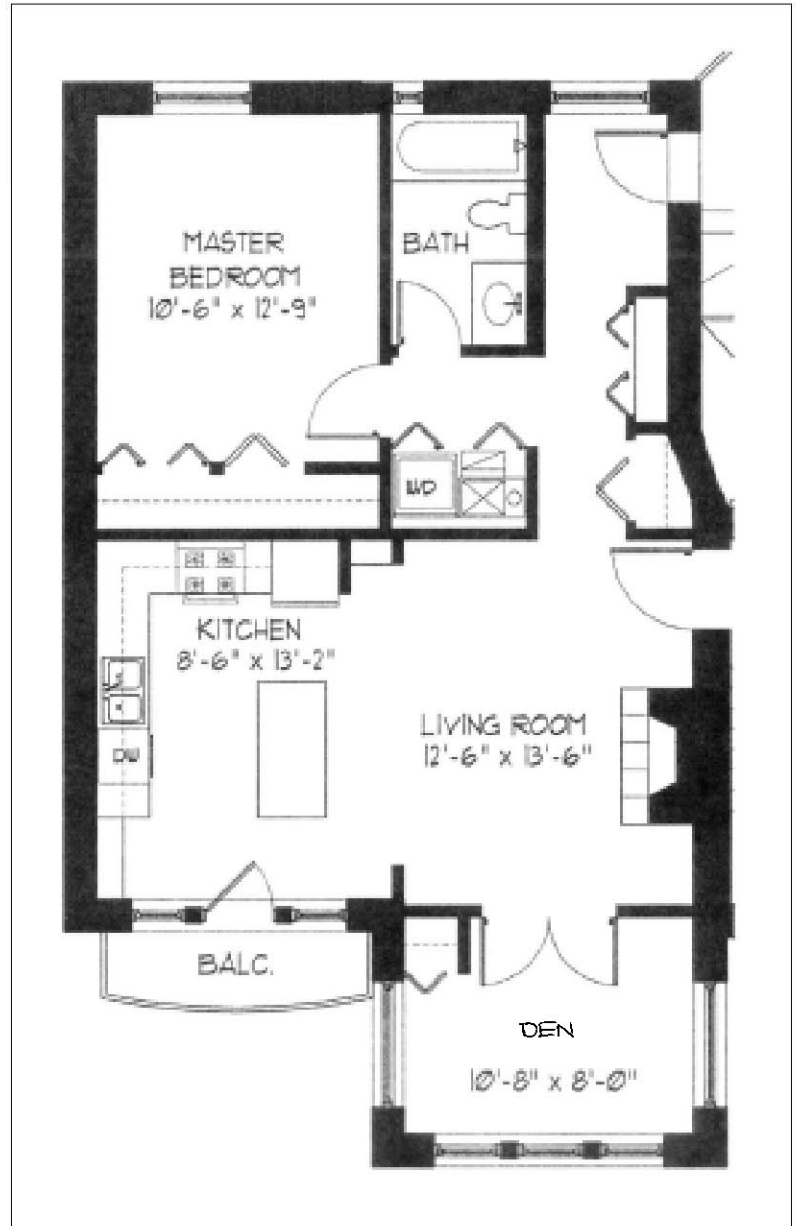 MASTER
BEDROOM
10'-6" x 12'-9"
BATH
WD
KITCHEN
8'-6" x 13'-2"
DW
LIVING ROOM
12'-6" x 13'-6"
BALC.
DEN
10'-8" x 8'-0"